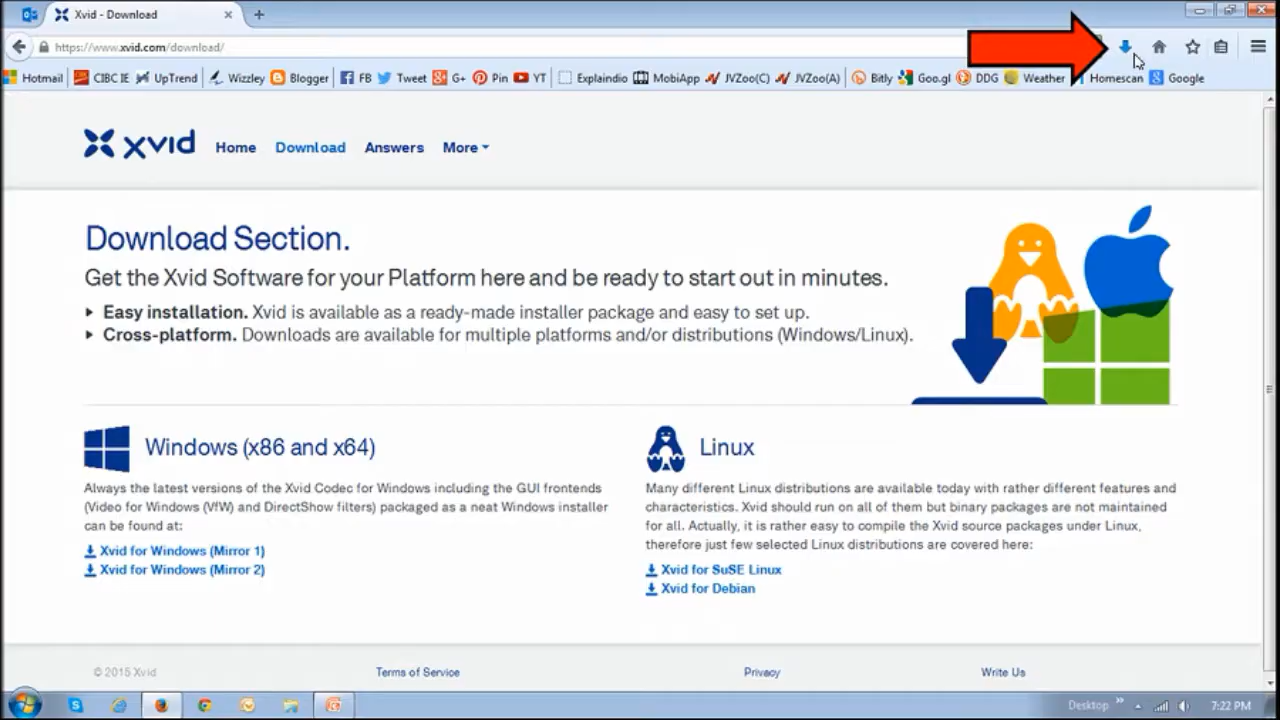 Xvid - Download
https://www.xvid.com/download/
Hotmail CIBC IE UpTrend Wizzley Blogger FB Tweet G+ Pin YT Explaindio MobiApp JVZoo(C) JVZoo(A) Bitly Goo.gl DDG Weather Homescan Google
xvid Home Download Answers More
Download Section.
Get the Xvid Software for your Platform here and be ready to start out in minutes.
Easy installation. Xvid is available as a ready-made installer package and easy to set up.
Cross-platform. Downloads are available for multiple platforms and/or distributions (Windows/Linux).
Windows (x86 and x64)
Always the latest versions of the Xvid Codec for Windows including the GUI frontends
(Video for Windows (VfW) and DirectShow filters) packaged as a neat Windows installer
can be found at:
Xvid for Windows (Mirror 1)
Xvid for Windows (Mirror 2)
Linux
Many different Linux distributions are available today with rather different features and
characteristics. Xvid should run on all of them but binary packages are not maintained
for all. Actually, it is rather easy to compile the Xvid source packages under Linux,
therefore just few selected Linux distributions are covered here:
Xvid for SuSE Linux
Xvid for Debian
© 2015 Xvid Terms of Service Privacy Write Us
Desktop 7:22 PM